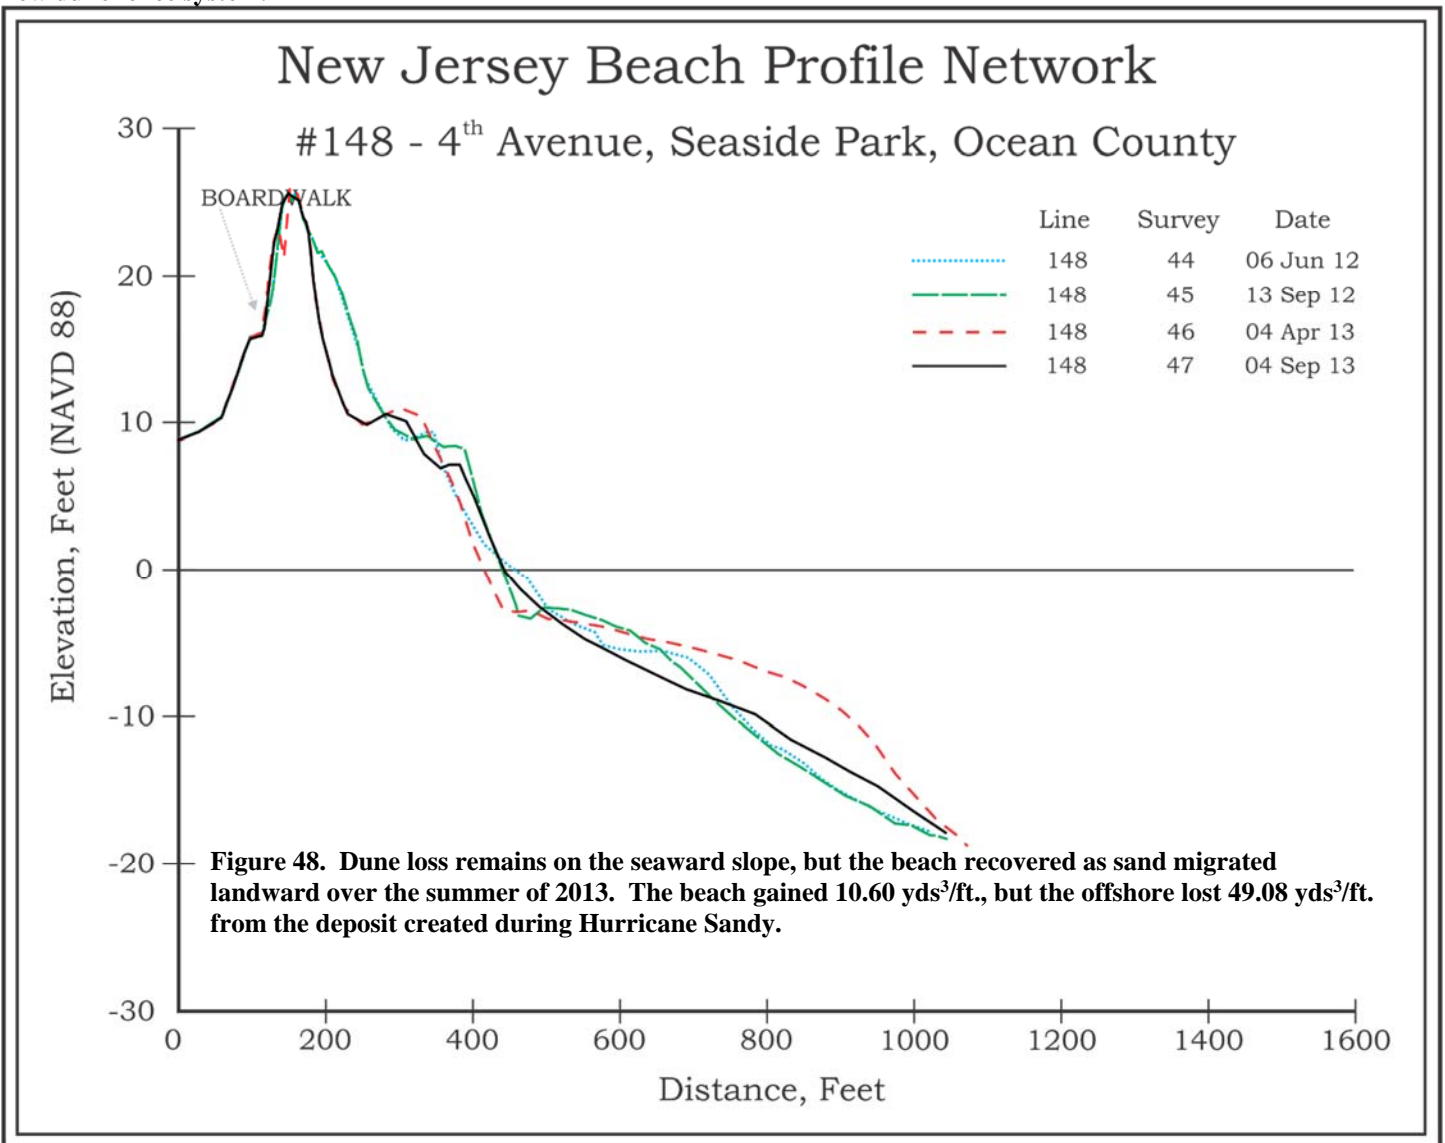 New Jersey Beach Profile Network
#148 - 4th Avenue, Seaside Park, Ocean County
BOARDWALK
Line Survey Date
148 44 06 Jun 12
148 45 13 Sep 12
148 46 04 Apr 13
148 47 04 Sep 13
Elevation, Feet (NAVD 88)
30
20
10
0
-10
-20
-30
Figure 48. Dune loss remains on the seaward slope, but the beach recovered as sand migrated
landward over the summer of 2013. The beach gained 10.60 yds³/ft., but the offshore lost 49.08 yds³/ft.
from the deposit created during Hurricane Sandy.
0 200 400 600 800 1000 1200 1400 1600
Distance, Feet